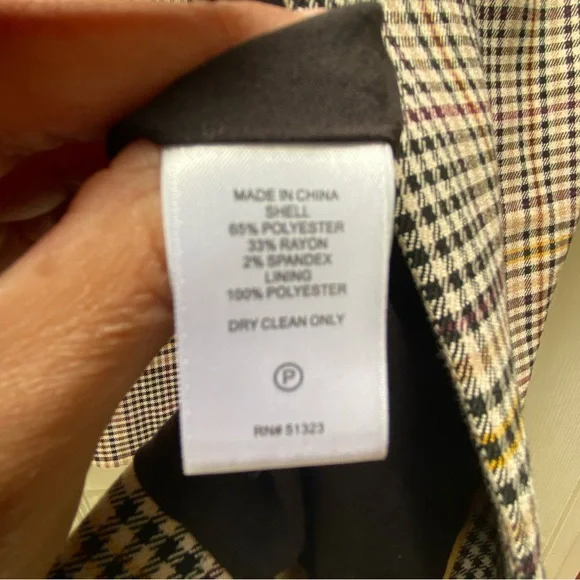 MADE IN CHINA
SHELL
65% POLYESTER
33% RAYON
2% SPANDEX
LINING
100% POLYESTER
DRY CLEAN ONLY
P
RN# 51323